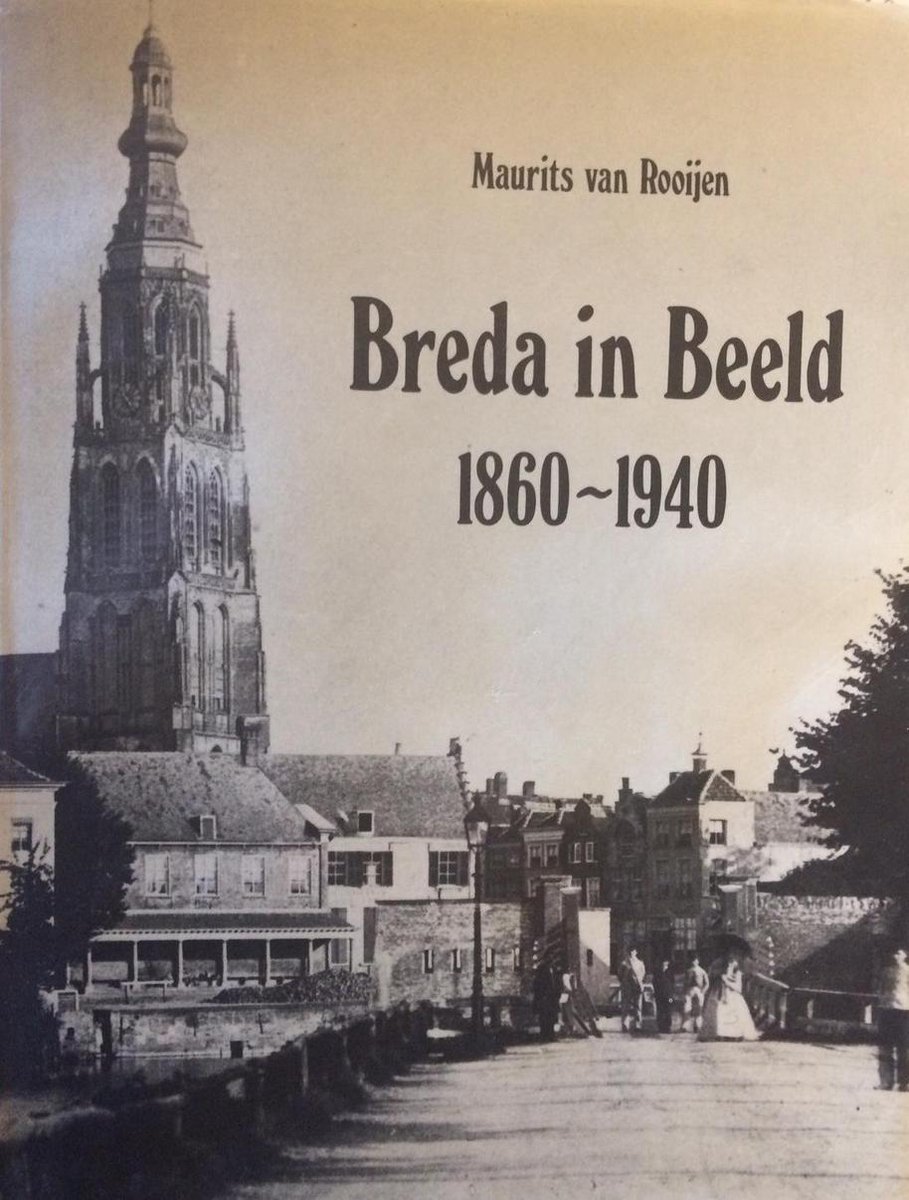 Maurits van Rooijen
Breda in Beeld
1860~1940